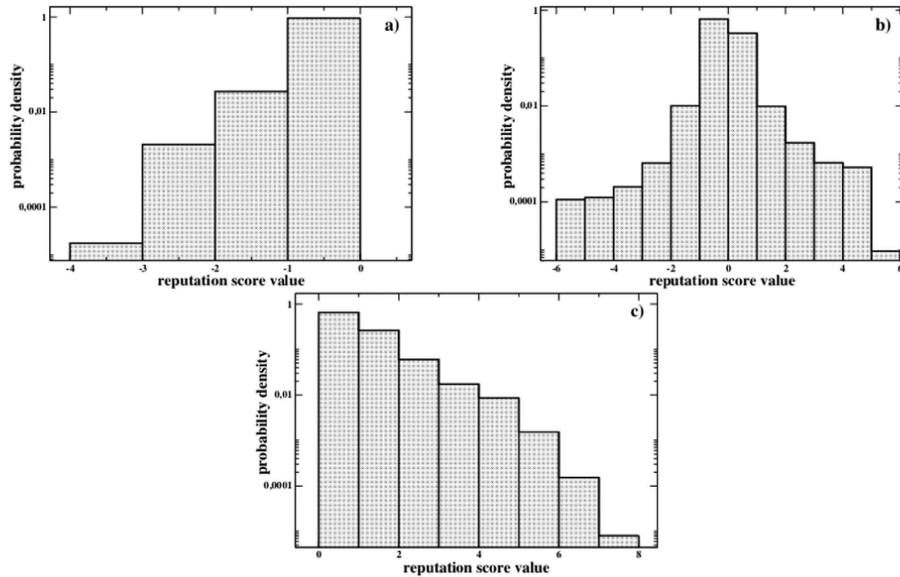 a)
1
0,01
0,0001
probability density
-4 -3 -2 -1 0
reputation score value
b)
1
0,01
0,0001
probability density
-6 -4 -2 0 2 4 6
reputation score value
c)
1
0,01
0,0001
probability density
0 2 4 6 8
reputation score value